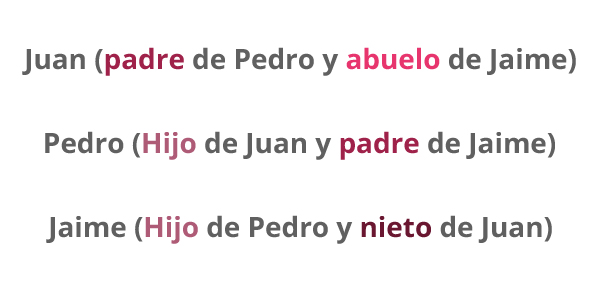 Juan (padre de Pedro y abuelo de Jaime)
Pedro (Hijo de Juan y padre de Jaime)
Jaime (Hijo de Pedro y nieto de Juan)